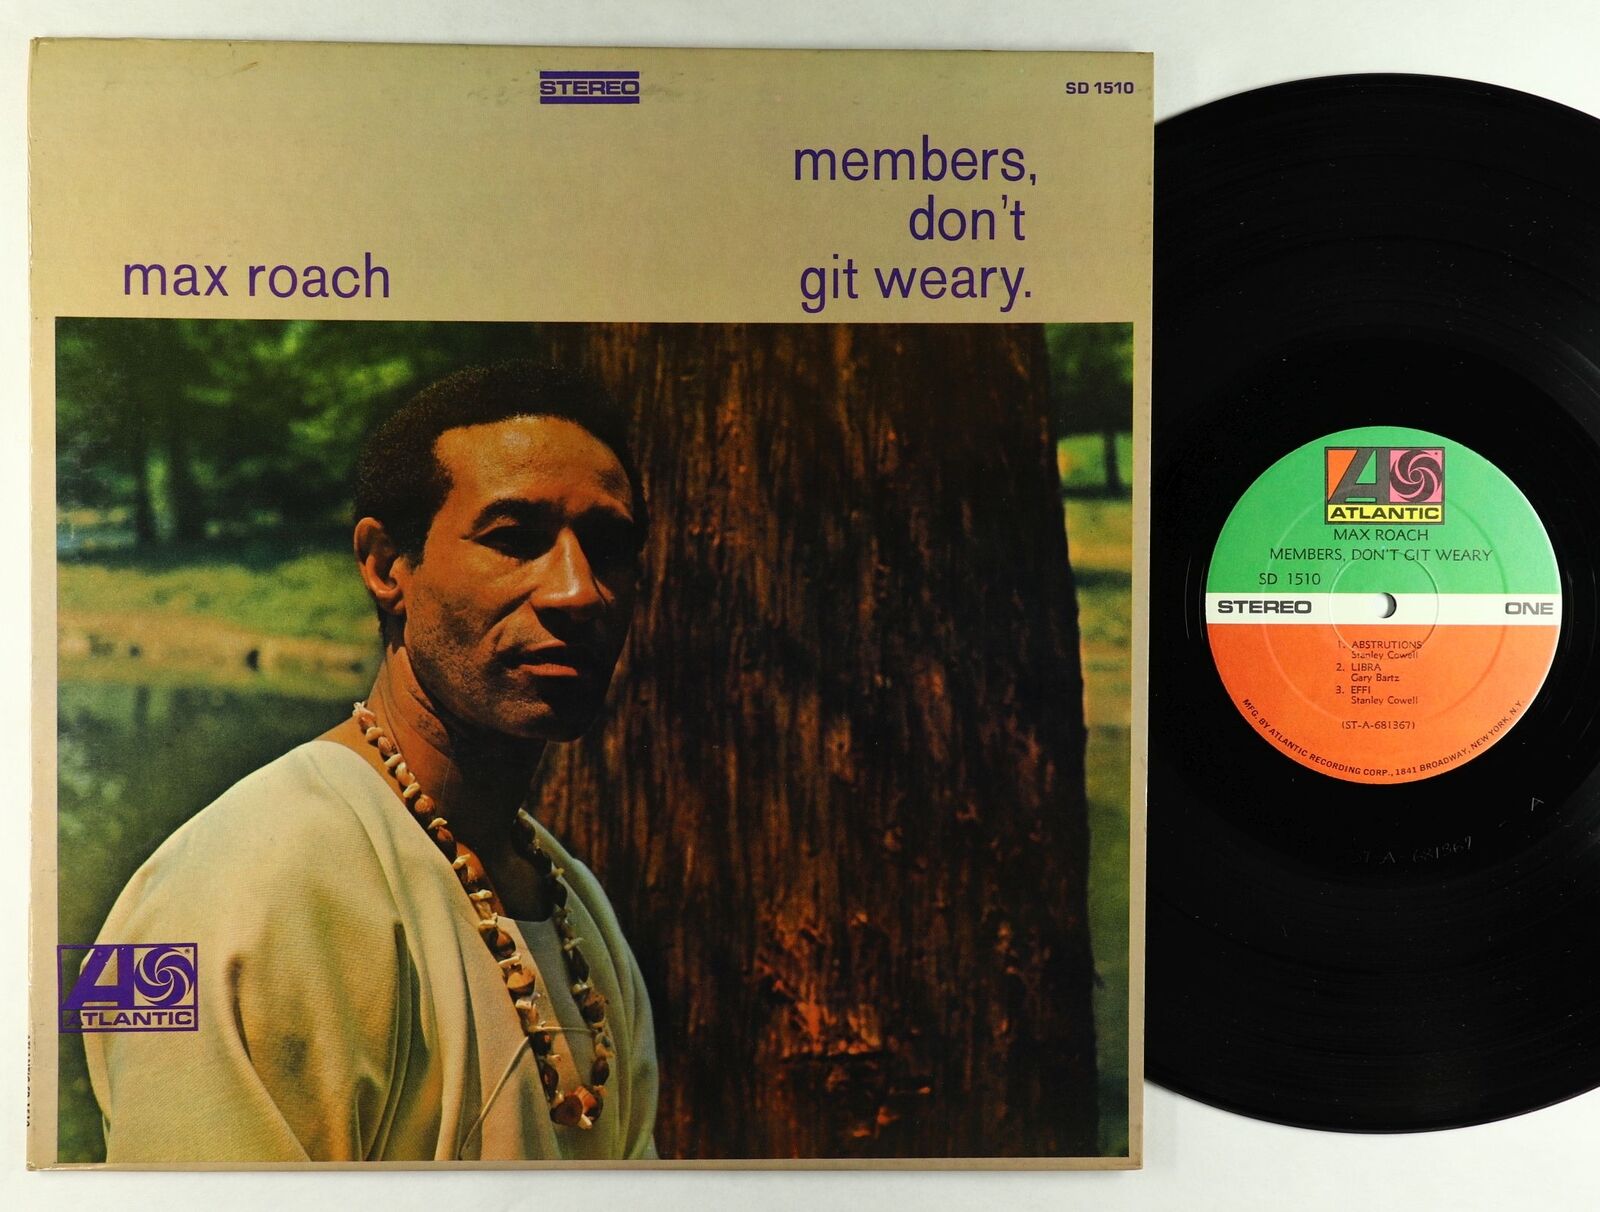 STEREO
SD 1510
members,
don't
git weary.
max roach
ATLANTIC
ATLANTIC
MAX ROACH
MEMBERS, DON'T GIT WEARY
SD 1510
STEREO
ONE
1. ABSTRUTIONS
Stanley Cowell
2. LIBRA
Gary Bartz
3. EFFI
Stanley Cowell
(ST-A-681367)
MFG. BY ATLANTIC RECORDING CORP., 1841 BROADWAY, NEW YORK, N.Y.
ST-A-681367
A